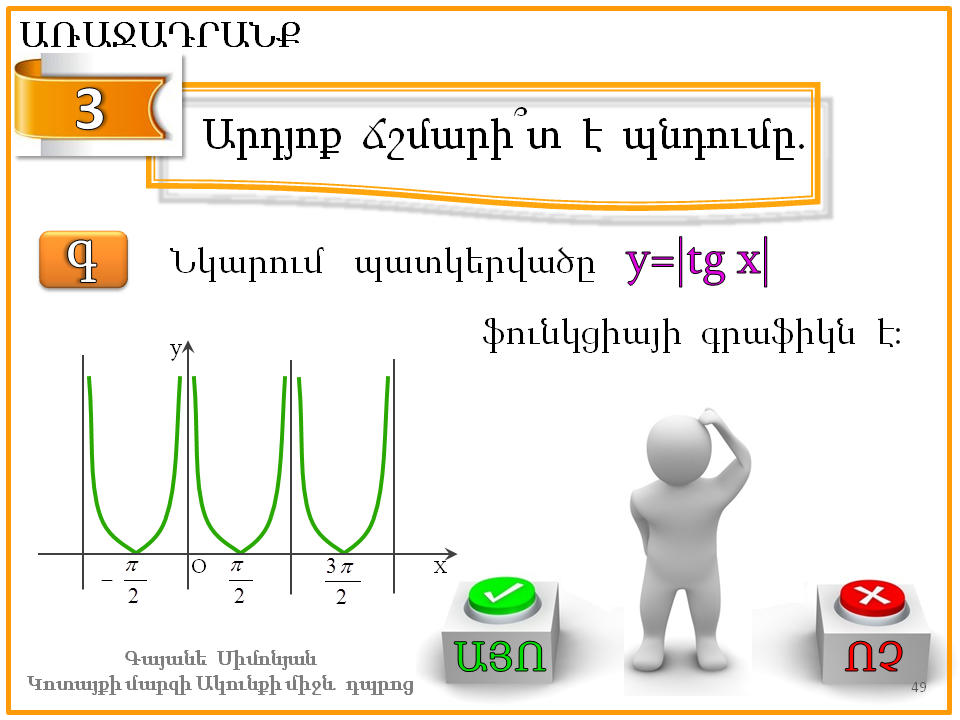 ԱՌԱՋԱԴՐԱՆՔ
3
Արդյոք ճշմարի՞տ է պնդումը.
գ
Նկարում պատկերվածը y=|tg x|
ֆունկցիայի գրաֆիկն է:
y
O
x
− π/2
π/2
3π/2
ԱՅՈ
ՈՉ
Գայանե Սիմոնյան
Կոտայքի մարզի Ակունքի միջն. դպրոց
49